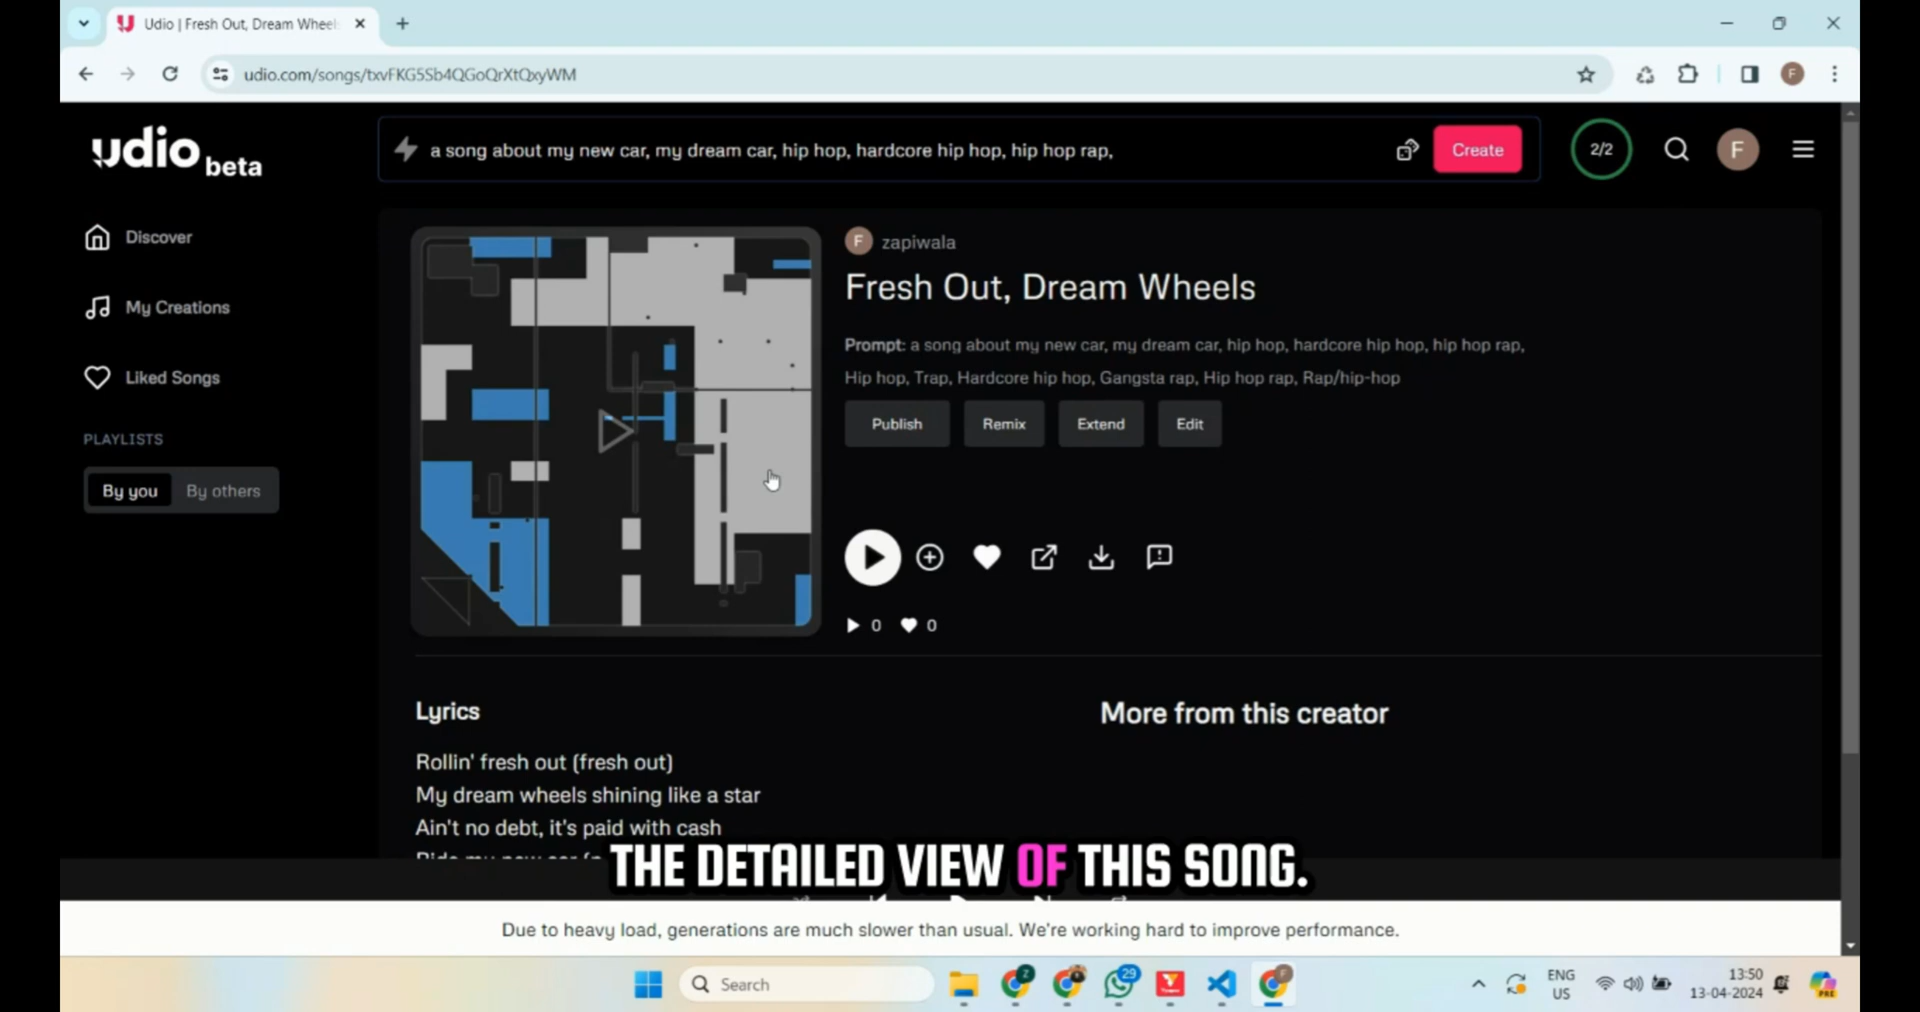 Udio | Fresh Out, Dream Wheel
udio.com/songs/txvFKG5Sb4QGoQrXtQxyWM
F
udio beta
a song about my new car, my dream car, hip hop, hardcore hip hop, hip hop rap,
Create
2/2
F
Discover
My Creations
Liked Songs
PLAYLISTS
By you
By others
F zapiwala
Fresh Out, Dream Wheels
Prompt: a song about my new car, my dream car, hip hop, hardcore hip hop, hip hop rap,
Hip hop, Trap, Hardcore hip hop, Gangsta rap, Hip hop rap, Rap/hip-hop
Publish
Remix
Extend
Edit
0
0
Lyrics
More from this creator
Rollin' fresh out (fresh out)
My dream wheels shining like a star
Ain't no debt, it's paid with cash
Ride my new car
THE DETAILED VIEW OF THIS SONG.
Due to heavy load, generations are much slower than usual. We're working hard to improve performance.
Search
Z
29
F
ENG
US
13:50
13-04-2024
PRE